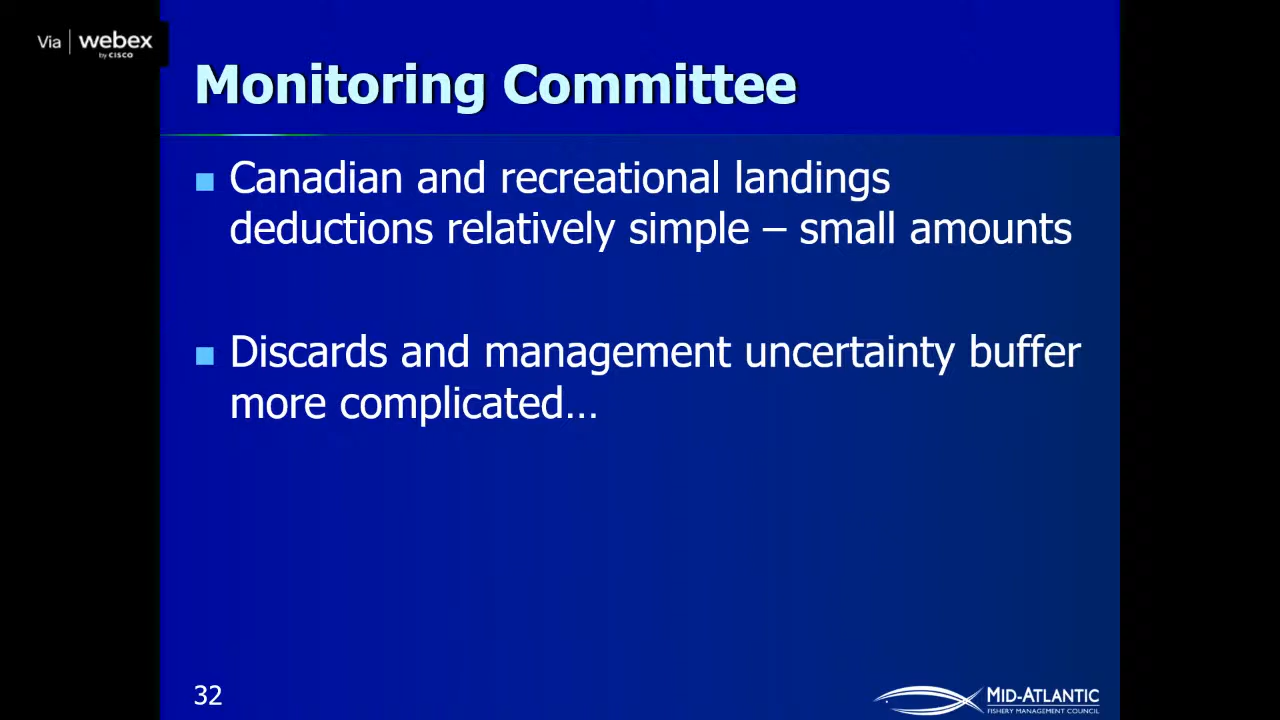 Via | webex
by CISCO
Monitoring Committee
Canadian and recreational landings
deductions relatively simple – small amounts
Discards and management uncertainty buffer
more complicated…
32
MID-ATLANTIC
FISHERY MANAGEMENT COUNCIL